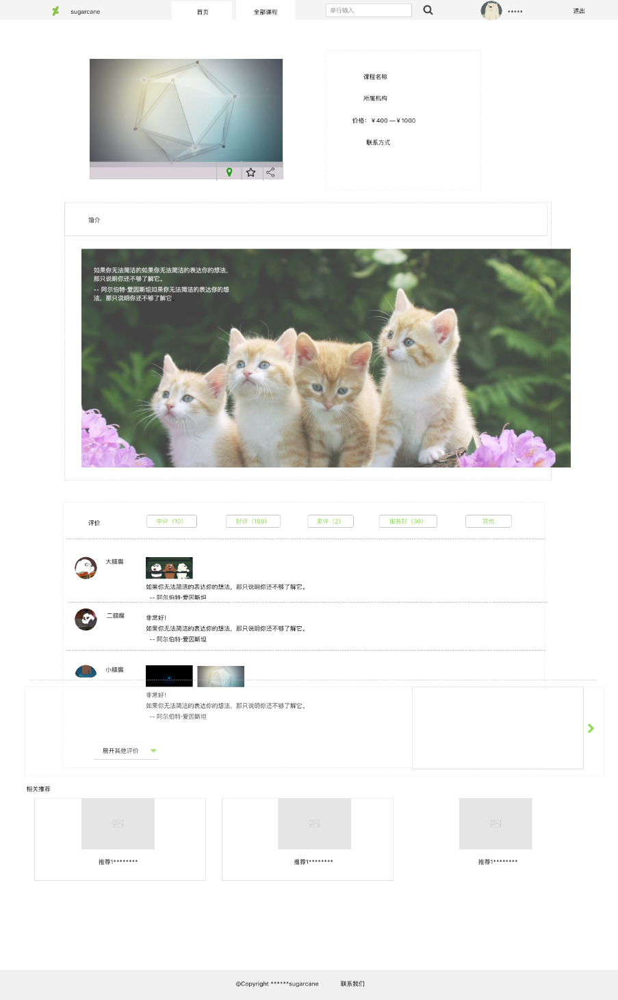 sugarcane
首页
全部课程
单行输入
*****
退出
课程名称
所属机构
价格：￥400 —￥1000
联系方式
简介
如果你无法简洁的如果你无法简洁的表达你的想法，
那只说明你还不够了解它。
-- 阿尔伯特·爱因斯坦如果你无法简洁的表达你的想
法，那只说明你还不够了解它。
评价
中评（10）
好评（189）
差评（2）
服务好（30）
其他
大脑腐
如果你无法简洁的表达你的想法，那只说明你还不够了解它。
-- 阿尔伯特·爱因斯坦
二脑腐
非常好！
如果你无法简洁的表达你的想法，那只说明你还不够了解它。
-- 阿尔伯特·爱因斯坦
小脑腐
非常好！
如果你无法简洁的表达你的想法，那只说明你还不够了解它。
-- 阿尔伯特·爱因斯坦
展开其他评价
相关推荐
推荐1********
推荐1********
推荐1********
©Copyright ******sugarcane
联系我们